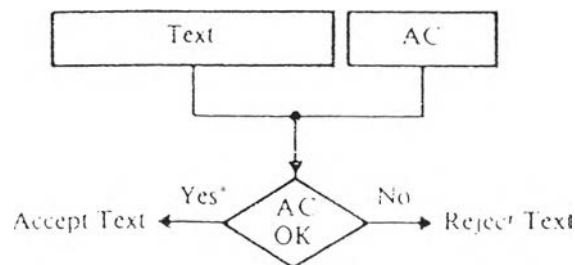 Text
AC
Yes*
AC
OK
No
Accept Text
Reject Text